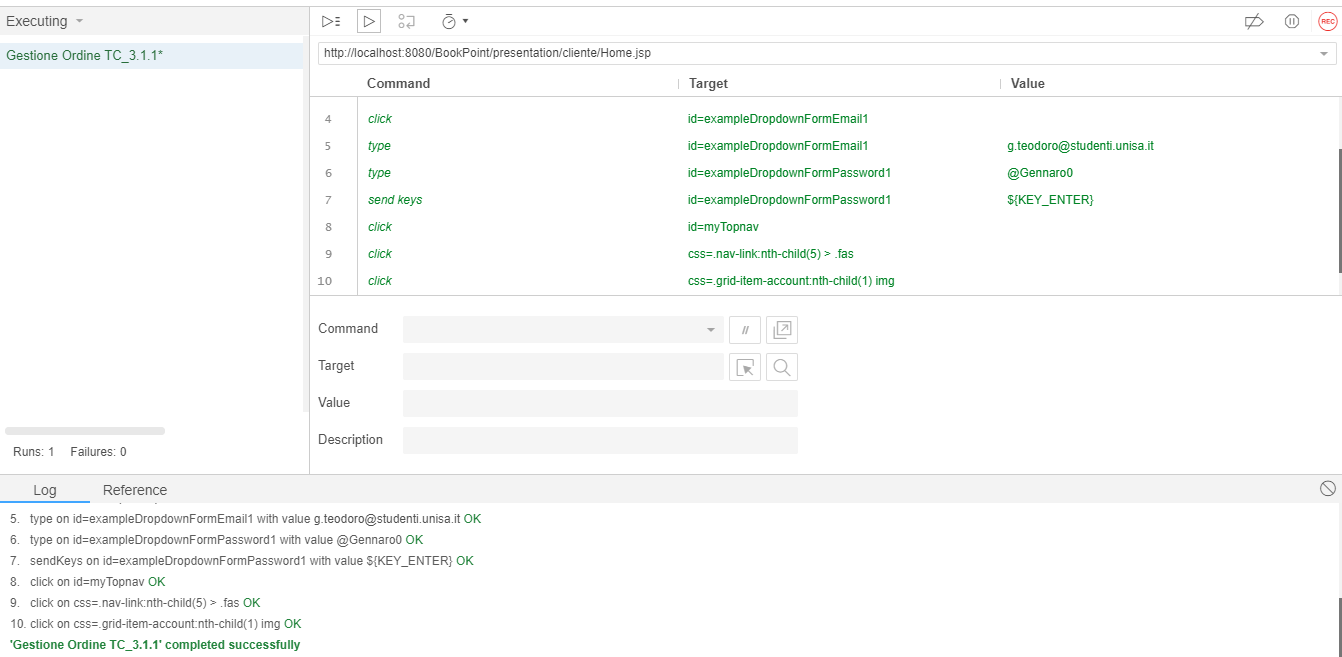 Executing
REC
Gestione Ordine TC_3.1.1*
http://localhost:8080/BookPoint/presentation/cliente/Home.jsp
Command Target Value
4 click id=exampleDropdownFormEmail1
5 type id=exampleDropdownFormEmail1 g.teodoro@studenti.unisa.it
6 type id=exampleDropdownFormPassword1 @Gennaro0
7 send keys id=exampleDropdownFormPassword1 ${KEY_ENTER}
8 click id=myTopnav
9 click css=.nav-link:nth-child(5) > .fas
10 click css=.grid-item-account:nth-child(1) img
Command //
Target
Value
Description
Runs: 1 Failures: 0
Log Reference
5. type on id=exampleDropdownFormEmail1 with value g.teodoro@studenti.unisa.it OK
6. type on id=exampleDropdownFormPassword1 with value @Gennaro0 OK
7. sendKeys on id=exampleDropdownFormPassword1 with value ${KEY_ENTER} OK
8. click on id=myTopnav OK
9. click on css=.nav-link:nth-child(5) > .fas OK
10. click on css=.grid-item-account:nth-child(1) img OK
'Gestione Ordine TC_3.1.1' completed successfully